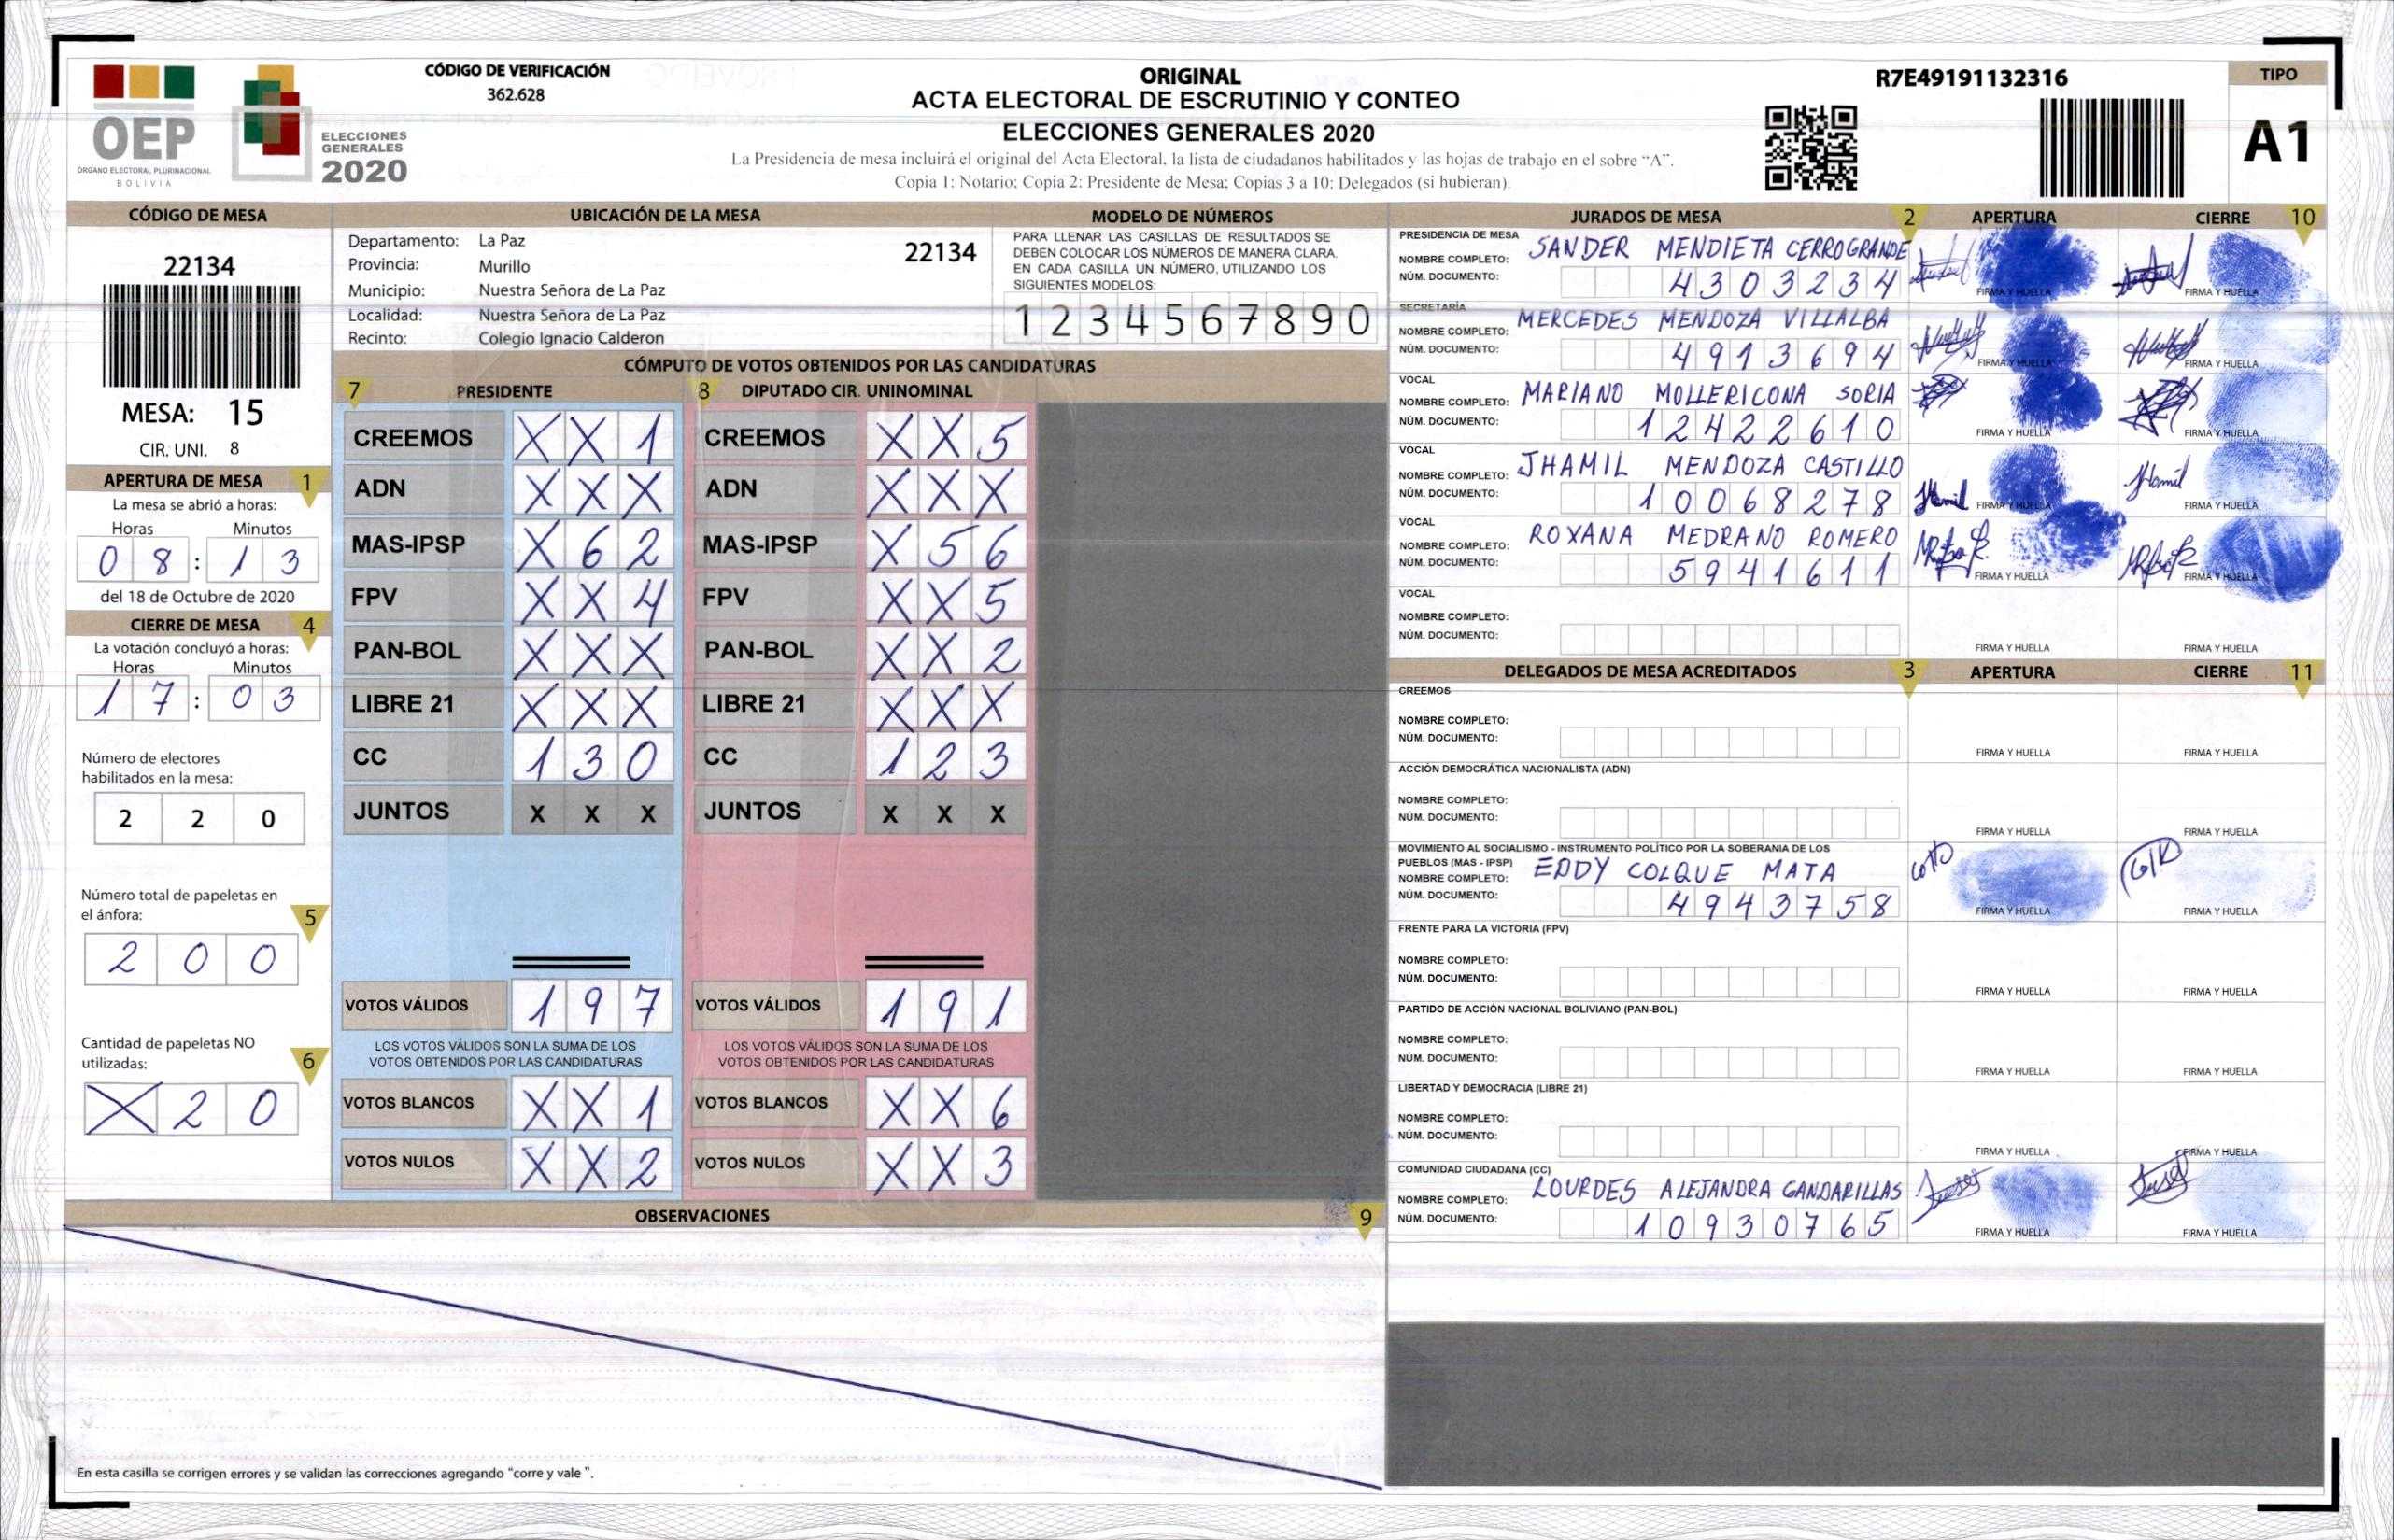 OEP
ÓRGANO ELECTORAL PLURINACIONAL
BOLIVIA
ELECCIONES
GENERALES
2020
CÓDIGO DE VERIFICACIÓN
362.628
ORIGINAL
ACTA ELECTORAL DE ESCRUTINIO Y CONTEO
ELECCIONES GENERALES 2020
La Presidencia de mesa incluirá el original del Acta Electoral, la lista de ciudadanos habilitados y las hojas de trabajo en el sobre “A”.
Copia 1: Notario; Copia 2: Presidente de Mesa; Copias 3 a 10: Delegados (si hubieran).
R7E49191132316
TIPO
A1
CÓDIGO DE MESA
22134
MESA: 15
CIR. UNI. 8
APERTURA DE MESA 1
La mesa se abrió a horas:
Horas Minutos
0 8 : 1 3
del 18 de Octubre de 2020
CIERRE DE MESA 4
La votación concluyó a horas:
Horas Minutos
1 7 : 0 3
Número de electores
habilitados en la mesa:
2 2 0
Número total de papeletas en
el ánfora: 5
2 0 0
Cantidad de papeletas NO
utilizadas: 6
X 2 0
UBICACIÓN DE LA MESA
Departamento: La Paz 22134
Provincia: Murillo
Municipio: Nuestra Señora de La Paz
Localidad: Nuestra Señora de La Paz
Recinto: Colegio Ignacio Calderon
MODELO DE NÚMEROS
PARA LLENAR LAS CASILLAS DE RESULTADOS SE
DEBEN COLOCAR LOS NÚMEROS DE MANERA CLARA.
EN CADA CASILLA UN NÚMERO, UTILIZANDO LOS
SIGUIENTES MODELOS:
1 2 3 4 5 6 7 8 9 0
CÓMPUTO DE VOTOS OBTENIDOS POR LAS CANDIDATURAS
7 PRESIDENTE
CREEMOS X X 1
ADN X X X
MAS-IPSP X 6 2
FPV X X 4
PAN-BOL X X X
LIBRE 21 X X X
CC 1 3 0
JUNTOS X X X
VOTOS VÁLIDOS 1 9 7
LOS VOTOS VÁLIDOS SON LA SUMA DE LOS
VOTOS OBTENIDOS POR LAS CANDIDATURAS
VOTOS BLANCOS X X 1
VOTOS NULOS X X 2
8 DIPUTADO CIR. UNINOMINAL
CREEMOS X X 5
ADN X X X
MAS-IPSP X 5 6
FPV X X 5
PAN-BOL X X 2
LIBRE 21 X X X
CC 1 2 3
JUNTOS X X X
VOTOS VÁLIDOS 1 9 1
LOS VOTOS VÁLIDOS SON LA SUMA DE LOS
VOTOS OBTENIDOS POR LAS CANDIDATURAS
VOTOS BLANCOS X X 6
VOTOS NULOS X X 3
OBSERVACIONES 9
En esta casilla se corrigen errores y se validan las correcciones agregando “corre y vale ”.
JURADOS DE MESA 2 APERTURA CIERRE 10
PRESIDENCIA DE MESA
NOMBRE COMPLETO: SANDER MENDIETA CERROGRANDE
NÚM. DOCUMENTO: 4303234
FIRMA Y HUELLA FIRMA Y HUELLA
SECRETARÍA
NOMBRE COMPLETO: MERCEDES MENDOZA VILLALBA
NÚM. DOCUMENTO: 4913694
FIRMA Y HUELLA FIRMA Y HUELLA
VOCAL
NOMBRE COMPLETO: MARIANO MOLLERICONA SORIA
NÚM. DOCUMENTO: 12422610
FIRMA Y HUELLA FIRMA Y HUELLA
VOCAL
NOMBRE COMPLETO: JHAMIL MENDOZA CASTILLO
NÚM. DOCUMENTO: 10068278
FIRMA Y HUELLA FIRMA Y HUELLA
VOCAL
NOMBRE COMPLETO: ROXANA MEDRANO ROMERO
NÚM. DOCUMENTO: 5941611
FIRMA Y HUELLA FIRMA Y HUELLA
VOCAL
NOMBRE COMPLETO:
NÚM. DOCUMENTO:
FIRMA Y HUELLA FIRMA Y HUELLA
DELEGADOS DE MESA ACREDITADOS 3 APERTURA CIERRE 11
CREEMOS
NOMBRE COMPLETO:
NÚM. DOCUMENTO:
FIRMA Y HUELLA FIRMA Y HUELLA
ACCIÓN DEMOCRÁTICA NACIONALISTA (ADN)
NOMBRE COMPLETO:
NÚM. DOCUMENTO:
FIRMA Y HUELLA FIRMA Y HUELLA
MOVIMIENTO AL SOCIALISMO - INSTRUMENTO POLÍTICO POR LA SOBERANIA DE LOS
PUEBLOS (MAS - IPSP)
NOMBRE COMPLETO: EDDY COLQUE MATA
NÚM. DOCUMENTO: 4943758
FIRMA Y HUELLA FIRMA Y HUELLA
FRENTE PARA LA VICTORIA (FPV)
NOMBRE COMPLETO:
NÚM. DOCUMENTO:
FIRMA Y HUELLA FIRMA Y HUELLA
PARTIDO DE ACCIÓN NACIONAL BOLIVIANO (PAN-BOL)
NOMBRE COMPLETO:
NÚM. DOCUMENTO:
FIRMA Y HUELLA FIRMA Y HUELLA
LIBERTAD Y DEMOCRACIA (LIBRE 21)
NOMBRE COMPLETO:
NÚM. DOCUMENTO:
FIRMA Y HUELLA FIRMA Y HUELLA
COMUNIDAD CIUDADANA (CC)
NOMBRE COMPLETO: LOURDES ALEJANDRA GANDARILLAS
NÚM. DOCUMENTO: 10930765
FIRMA Y HUELLA FIRMA Y HUELLA